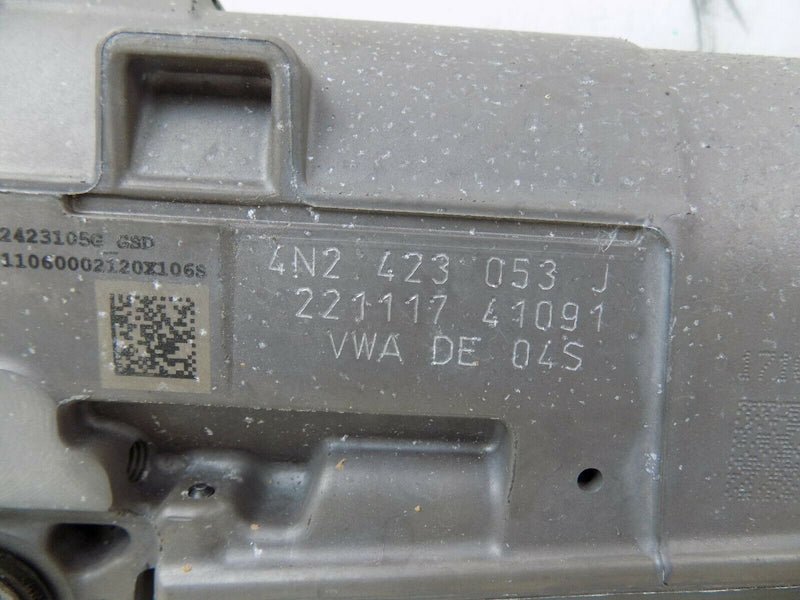 2423105G GSD
11060002120X106S
4N2 423 053 J
221117 41091
VWA DE 04S